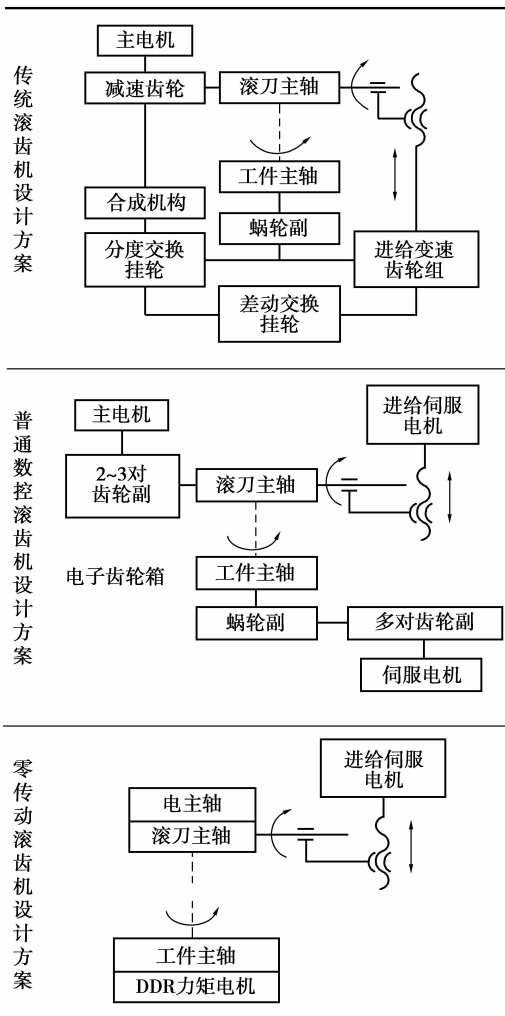 传统滚齿机设计方案
主电机
减速齿轮
滚刀主轴
工件主轴
合成机构
蜗轮副
分度交换
挂轮
进给变速
齿轮组
差动交换
挂轮
普通数控滚齿机设计方案
主电机
进给伺服
电机
2~3对
齿轮副
滚刀主轴
电子齿轮箱
工件主轴
蜗轮副
多对齿轮副
伺服电机
零传动滚齿机设计方案
进给伺服
电机
电主轴
滚刀主轴
工件主轴
DDR力矩电机